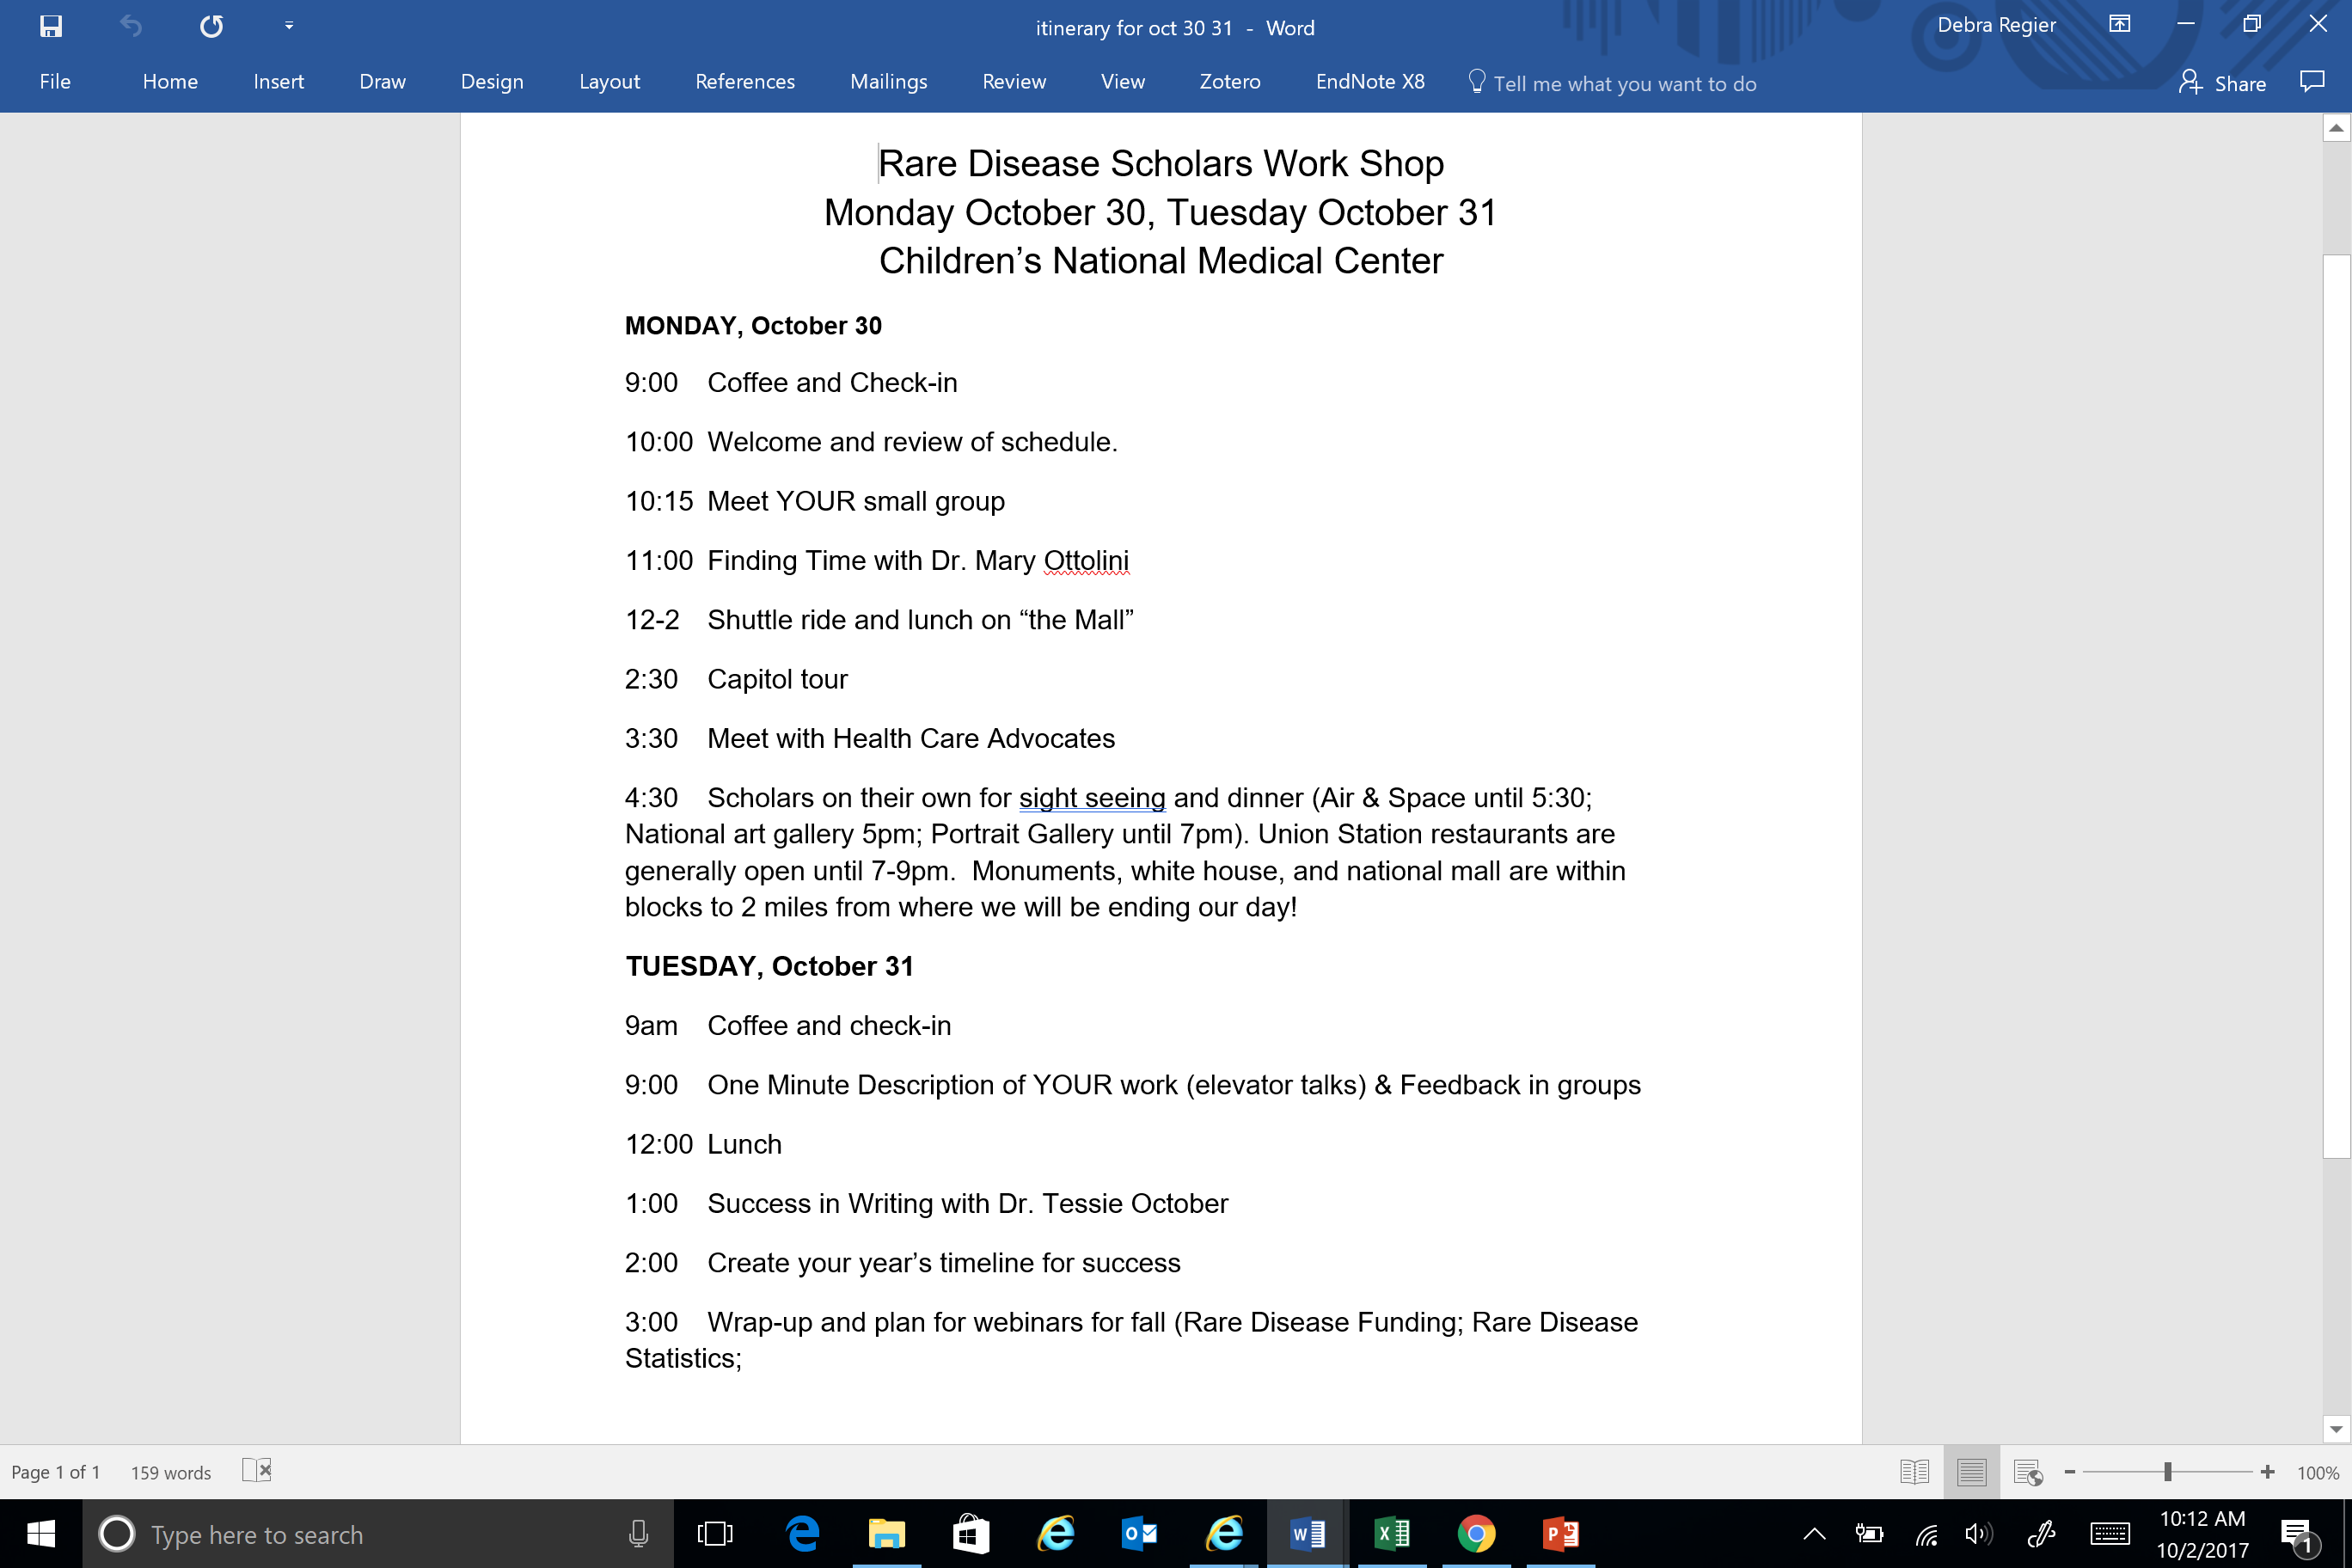 itinerary for oct 30 31 - Word
Debra Regier
File Home Insert Draw Design Layout References Mailings Review View Zotero EndNote X8 Tell me what you want to do Share
Rare Disease Scholars Work Shop
Monday October 30, Tuesday October 31
Children’s National Medical Center
MONDAY, October 30
9:00 Coffee and Check-in
10:00 Welcome and review of schedule.
10:15 Meet YOUR small group
11:00 Finding Time with Dr. Mary Ottolini
12-2 Shuttle ride and lunch on “the Mall”
2:30 Capitol tour
3:30 Meet with Health Care Advocates
4:30 Scholars on their own for sight seeing and dinner (Air & Space until 5:30;
National art gallery 5pm; Portrait Gallery until 7pm). Union Station restaurants are
generally open until 7-9pm. Monuments, white house, and national mall are within
blocks to 2 miles from where we will be ending our day!
TUESDAY, October 31
9am Coffee and check-in
9:00 One Minute Description of YOUR work (elevator talks) & Feedback in groups
12:00 Lunch
1:00 Success in Writing with Dr. Tessie October
2:00 Create your year’s timeline for success
3:00 Wrap-up and plan for webinars for fall (Rare Disease Funding; Rare Disease
Statistics;
Page 1 of 1 159 words 100%
Type here to search
10:12 AM
10/2/2017
1